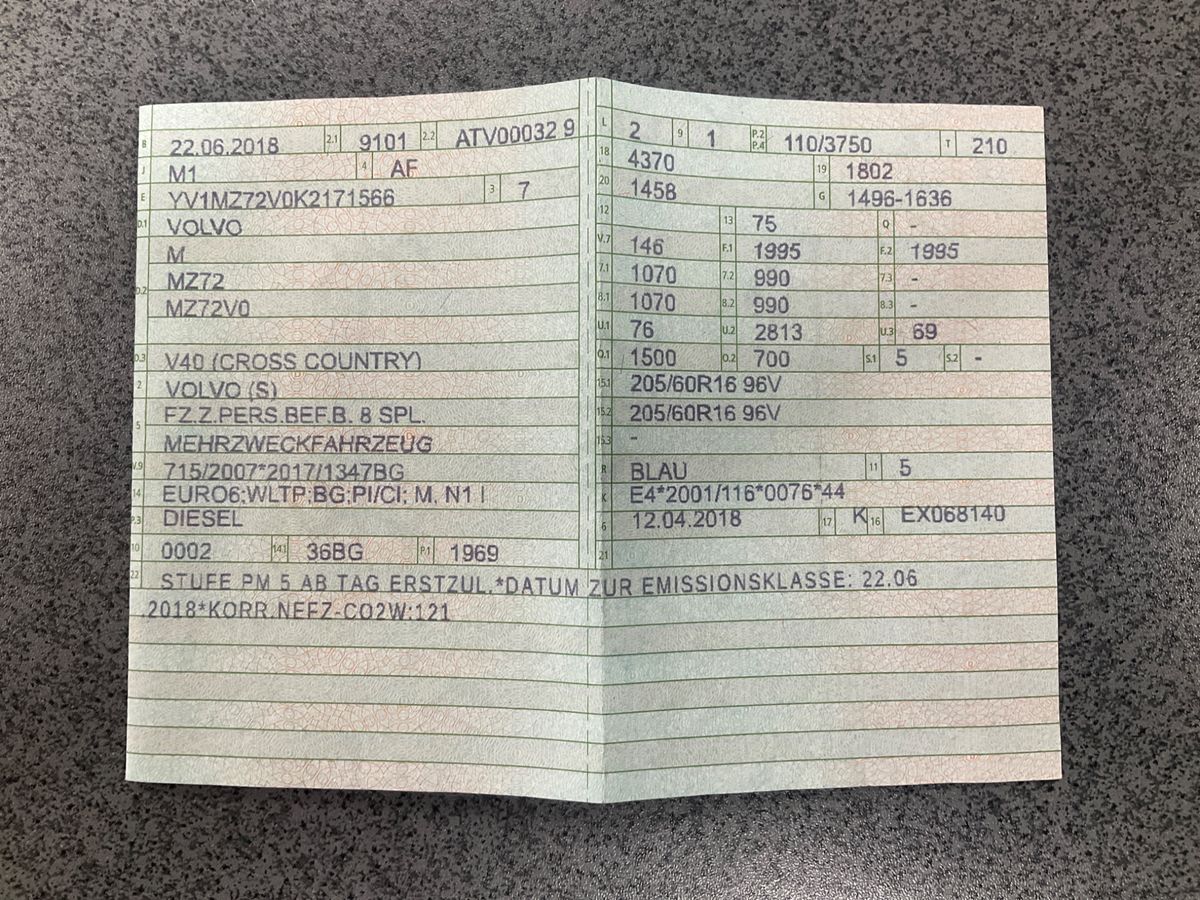 B 22.06.2018 2.1 9101 2.2 ATV00032 9
J M1 4 AF
E YV1MZ72V0K2171566 3 7
D.1 VOLVO
M
D.2 MZ72
MZ72V0
D.3 V40 (CROSS COUNTRY)
2 VOLVO (S)
5 FZ.Z.PERS.BEF.B. 8 SPL.
MEHRZWECKFAHRZEUG
V.9 715/2007*2017/1347BG
14 EURO6;WLTP;BG;PI/CI; M, N1 I
P.3 DIESEL
10 0002 14.1 36BG P.1 1969
22 STUFE PM 5 AB TAG ERSTZUL.*DATUM ZUR EMISSIONSKLASSE: 22.06
.2018*KORR.NEFZ-CO2W:121
L 2 9 1 P.2 P.4 110/3750 T 210
18 4370 19 1802
20 1458 G 1496-1636
12 13 75 Q -
V.7 146 F.1 1995 F.2 1995
7.1 1070 7.2 990 7.3 -
8.1 1070 8.2 990 8.3 -
U.1 76 U.2 2813 U.3 69
O.1 1500 O.2 700 S.1 5 S.2 -
15.1 205/60R16 96V
15.2 205/60R16 96V
15.3 -
R BLAU 11 5
K E4*2001/116*0076*44
6 12.04.2018 17 K 16 EX068140
21